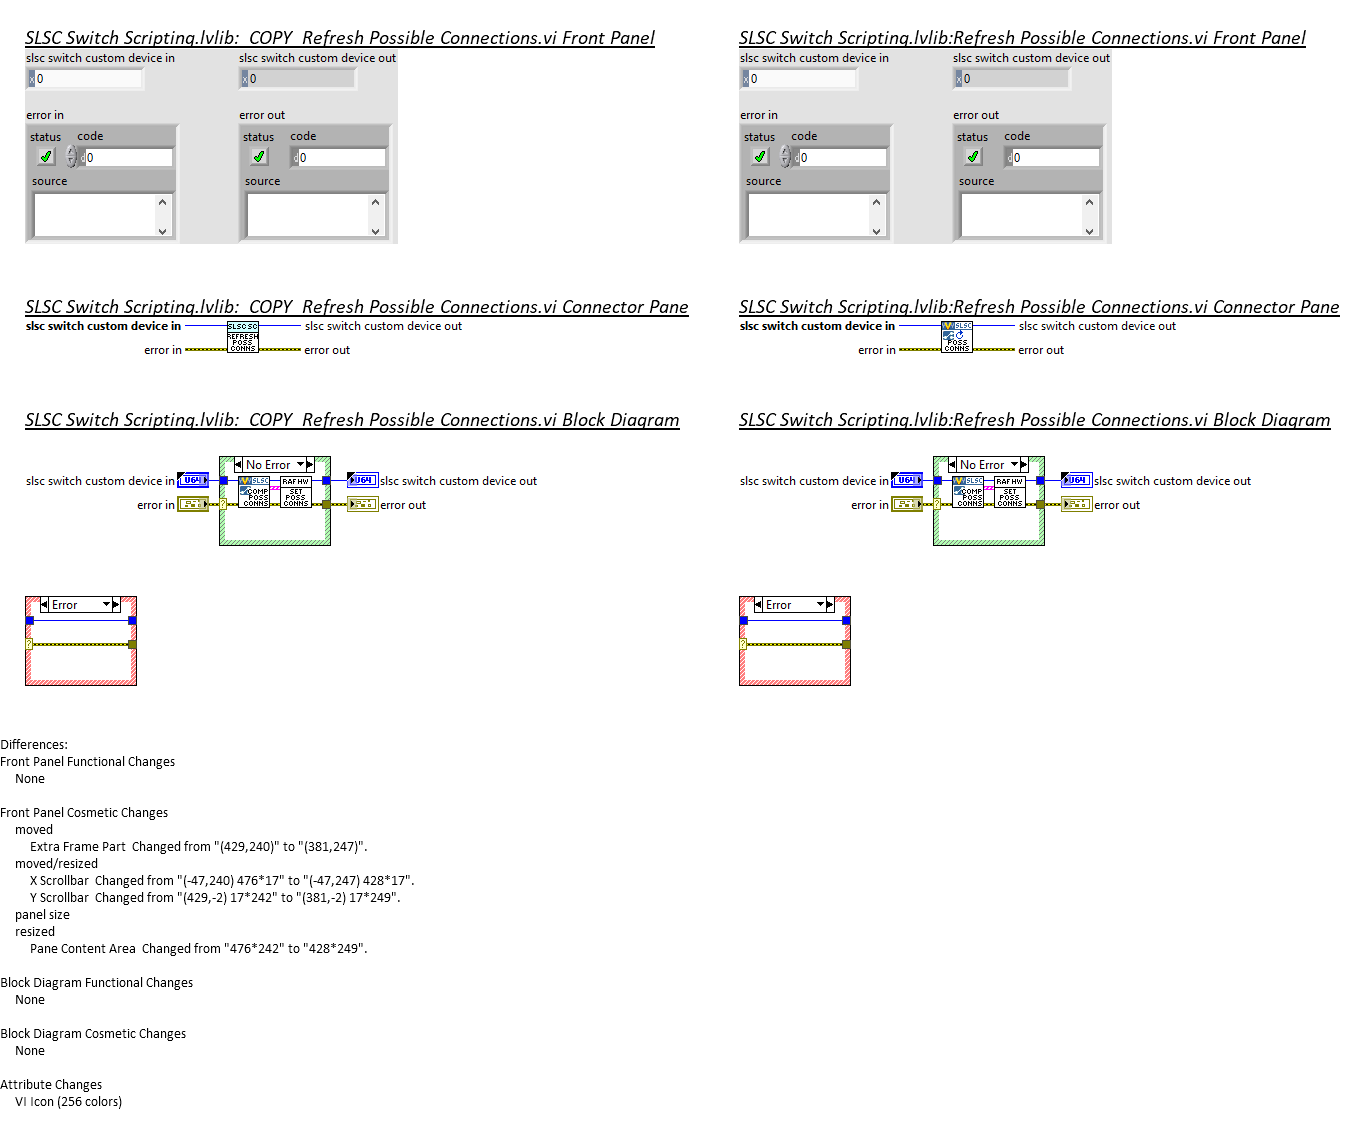 SLSC Switch Scripting.lvlib:_COPY_Refresh Possible Connections.vi Front Panel
slsc switch custom device in
slsc switch custom device out
x 0
x 0
error in
error out
status
code
status
code
d 0
d 0
source
source
SLSC Switch Scripting.lvlib:Refresh Possible Connections.vi Front Panel
slsc switch custom device in
slsc switch custom device out
x 0
x 0
error in
error out
status
code
status
code
d 0
d 0
source
source
SLSC Switch Scripting.lvlib:_COPY_Refresh Possible Connections.vi Connector Pane
slsc switch custom device in
SLSC SC
REFRESH
POSS
CONNS
slsc switch custom device out
error in
error out
SLSC Switch Scripting.lvlib:Refresh Possible Connections.vi Connector Pane
slsc switch custom device in
SLSC
POSS
CONNS
slsc switch custom device out
error in
error out
SLSC Switch Scripting.lvlib:_COPY_Refresh Possible Connections.vi Block Diagram
No Error
slsc switch custom device in
U64
SLSC
COMP
POSS
CONNS
RAF HW
SET
POSS
CONNS
U64
slsc switch custom device out
error in
?
error out
Error
?
SLSC Switch Scripting.lvlib:Refresh Possible Connections.vi Block Diagram
No Error
slsc switch custom device in
U64
SLSC
COMP
POSS
CONNS
RAF HW
SET
POSS
CONNS
U64
slsc switch custom device out
error in
?
error out
Error
?
Differences:
Front Panel Functional Changes
None
Front Panel Cosmetic Changes
moved
Extra Frame Part  Changed from "(429,240)" to "(381,247)".
moved/resized
X Scrollbar  Changed from "(-47,240) 476*17" to "(-47,247) 428*17".
Y Scrollbar  Changed from "(429,-2) 17*242" to "(381,-2) 17*249".
panel size
resized
Pane Content Area  Changed from "476*242" to "428*249".
Block Diagram Functional Changes
None
Block Diagram Cosmetic Changes
None
Attribute Changes
VI Icon (256 colors)